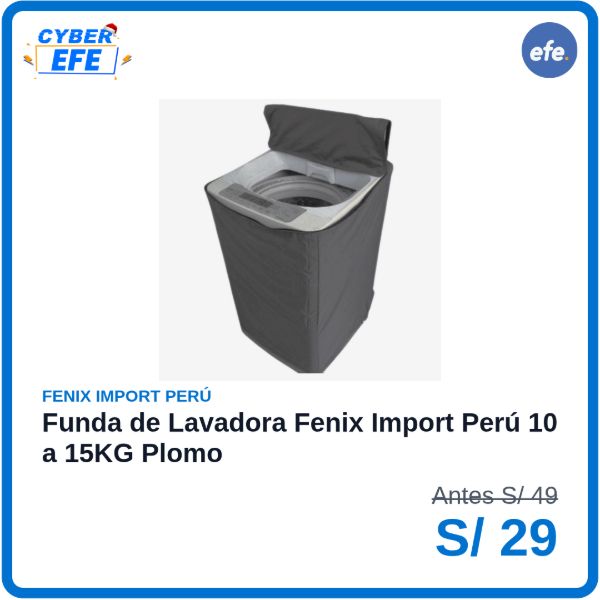 CYBER
EFE
efe.
FENIX IMPORT PERÚ
Funda de Lavadora Fenix Import Perú 10
a 15KG Plomo
Antes S/ 49
S/ 29